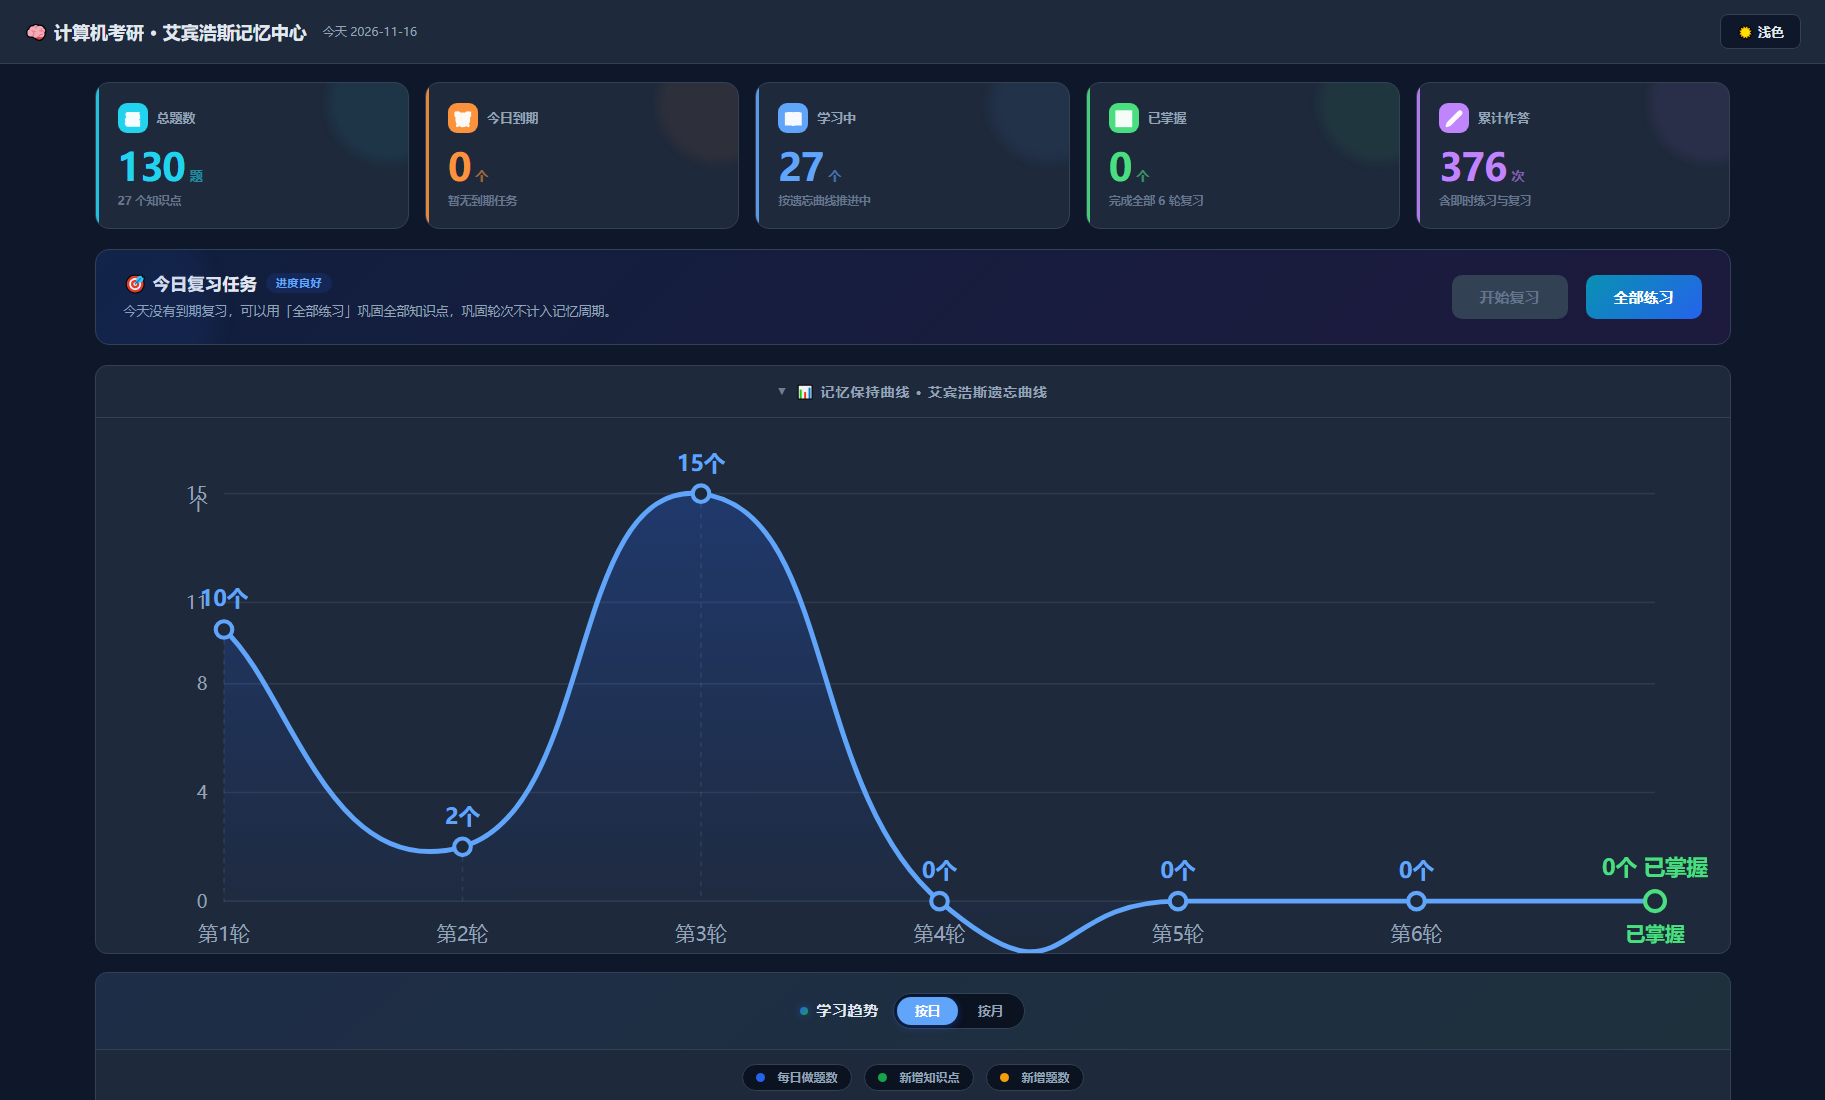 计算机考研 • 艾宾浩斯记忆中心
今天 2026-11-16
浅色
总题数
130 题
27 个知识点
今日到期
0 个
暂无到期任务
学习中
27 个
按遗忘曲线推进中
已掌握
0 个
完成全部 6 轮复习
累计作答
376 次
含即时练习与复习
今日复习任务
进度良好
今天没有到期复习，可以用「全部练习」巩固全部知识点，巩固轮次不计入记忆周期。
开始复习
全部练习
▼ 记忆保持曲线 • 艾宾浩斯遗忘曲线
15个
15个
11
10个
8
2个
4
0个
0个
0个
0个 已掌握
0
第1轮
第2轮
第3轮
第4轮
第5轮
第6轮
已掌握
学习趋势
按日
按月
每日做题数
新增知识点
新增题数